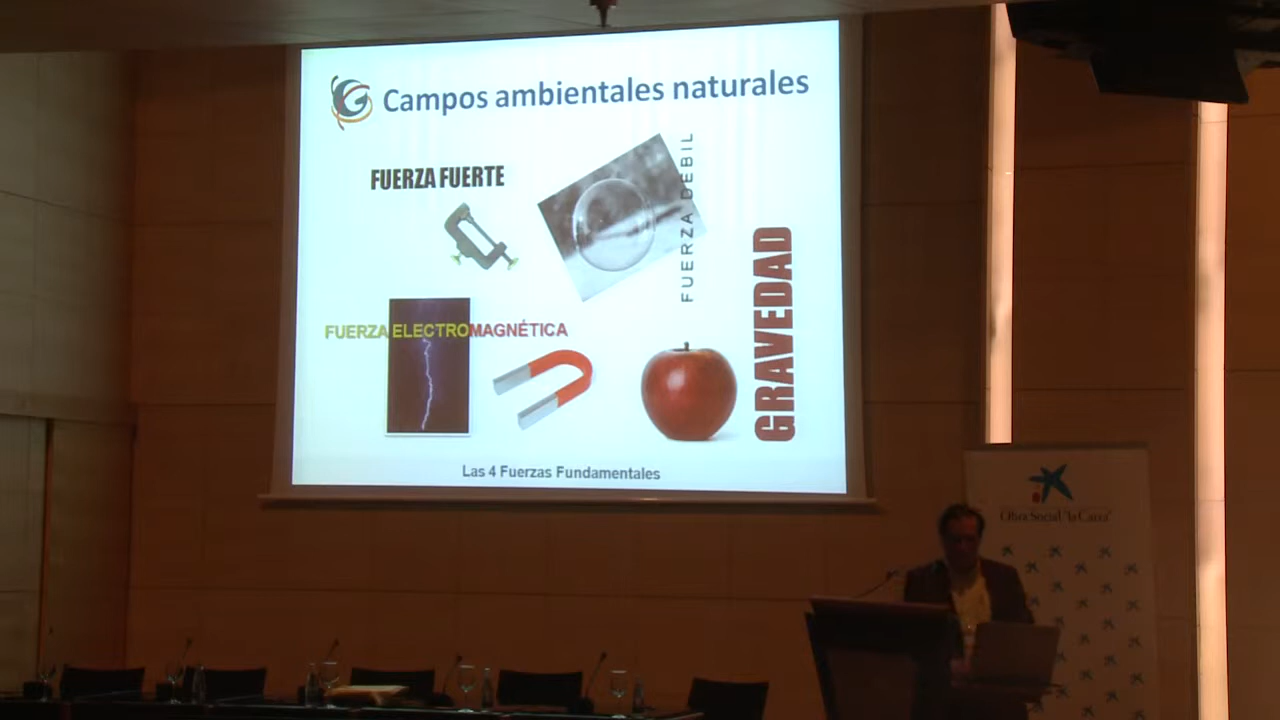 Campos ambientales naturales
FUERZA FUERTE
FUERZA DEBIL
GRAVEDAD
FUERZA ELECTROMAGNÉTICA
Las 4 Fuerzas Fundamentales
Obra Social "la Caixa"